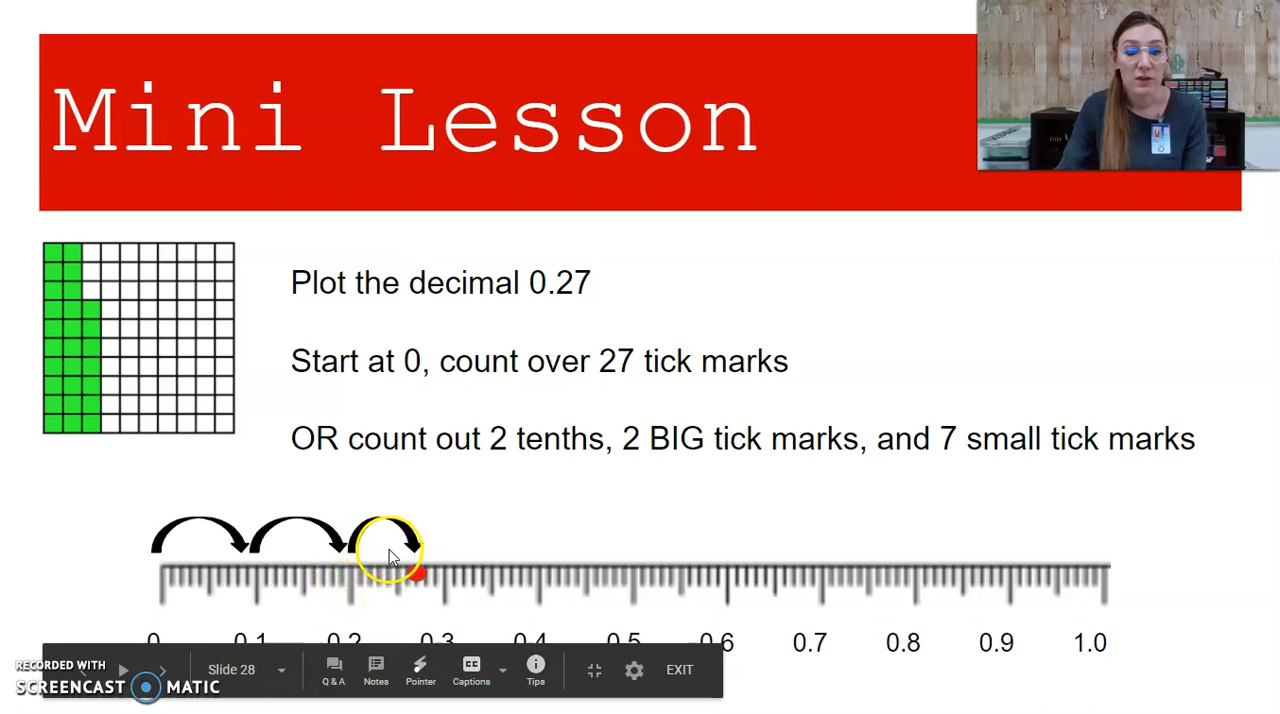 Mini Lesson
Plot the decimal 0.27
Start at 0, count over 27 tick marks
OR count out 2 tenths, 2 BIG tick marks, and 7 small tick marks
0 0.1 0.2 0.3 0.4 0.5 0.6 0.7 0.8 0.9 1.0
RECORDED WITH
SCREENCAST MATIC
Slide 28
Q & A Notes Pointer Captions Tips EXIT